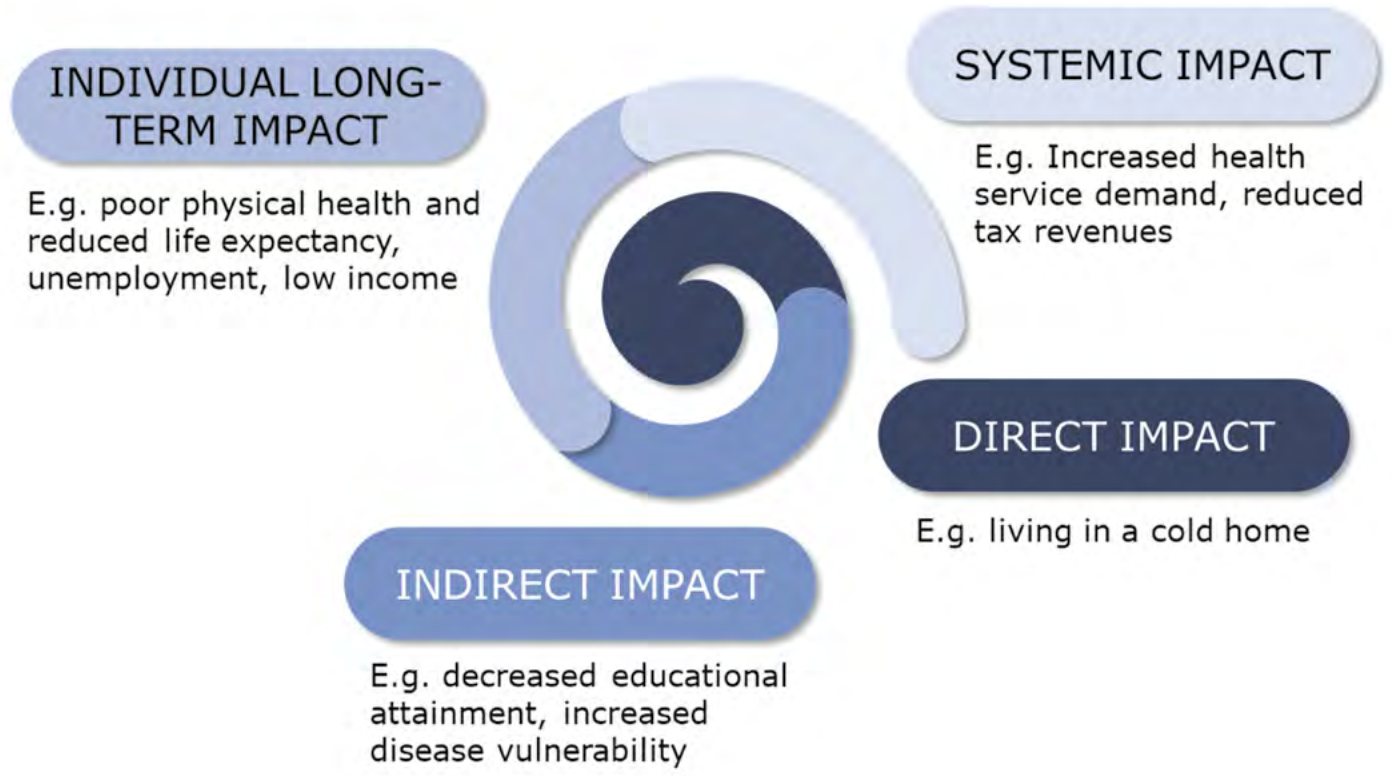 INDIVIDUAL LONG-
TERM IMPACT
E.g. poor physical health and
reduced life expectancy,
unemployment, low income
SYSTEMIC IMPACT
E.g. Increased health
service demand, reduced
tax revenues
DIRECT IMPACT
E.g. living in a cold home
INDIRECT IMPACT
E.g. decreased educational
attainment, increased
disease vulnerability